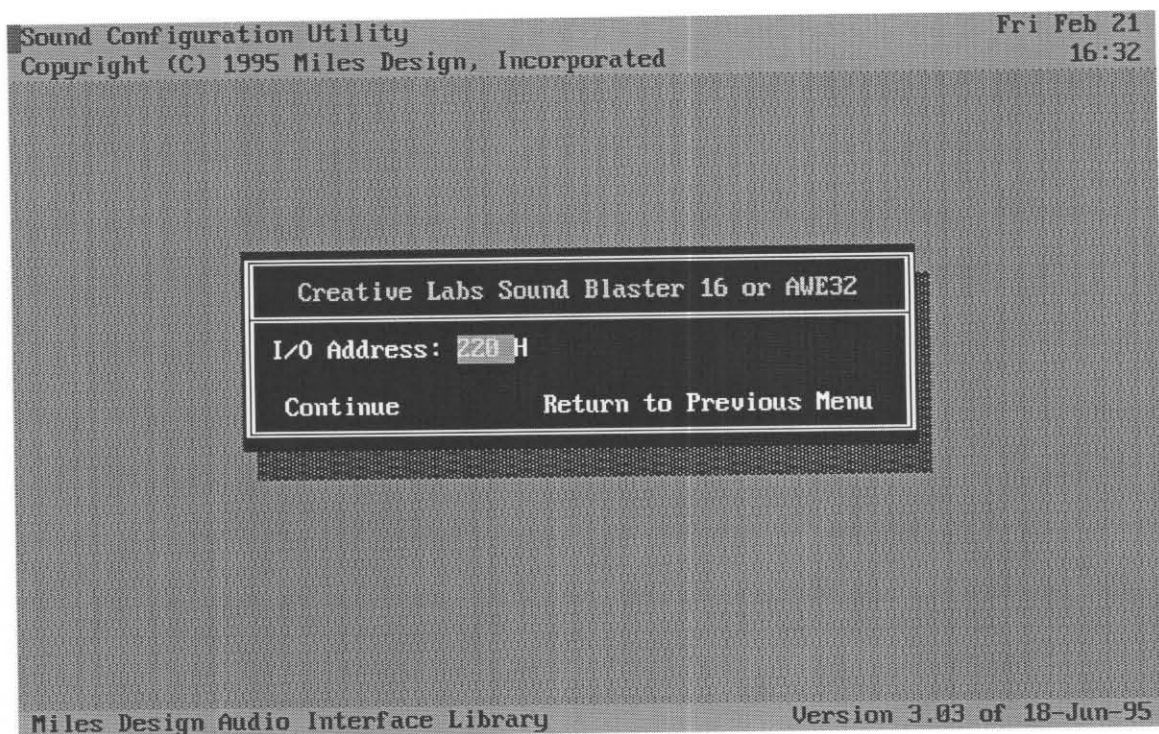 Sound Configuration Utility
Fri Feb 21
Copyright (C) 1995 Miles Design, Incorporated
16:32
Creative Labs Sound Blaster 16 or AWE32
I/O Address: 220 H
Continue
Return to Previous Menu
Miles Design Audio Interface Library
Version 3.03 of 18-Jun-95